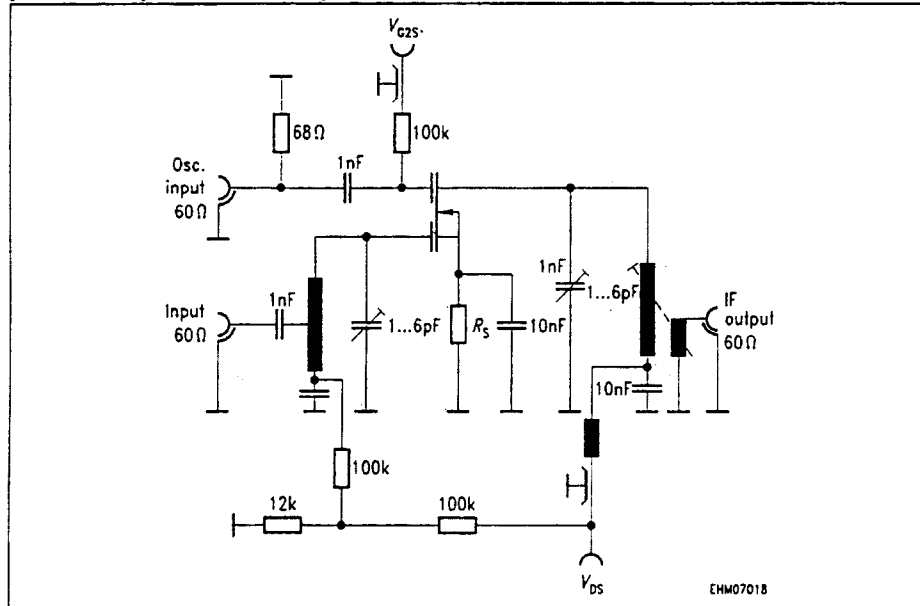 V_G2S.
68Ω
100k
Osc.
input
60Ω
1nF
1nF
Input
60Ω
1...6pF
R_S
10nF
1nF
1...6pF
IF
output
60Ω
10nF
100k
12k
100k
V_DS
EHM07018